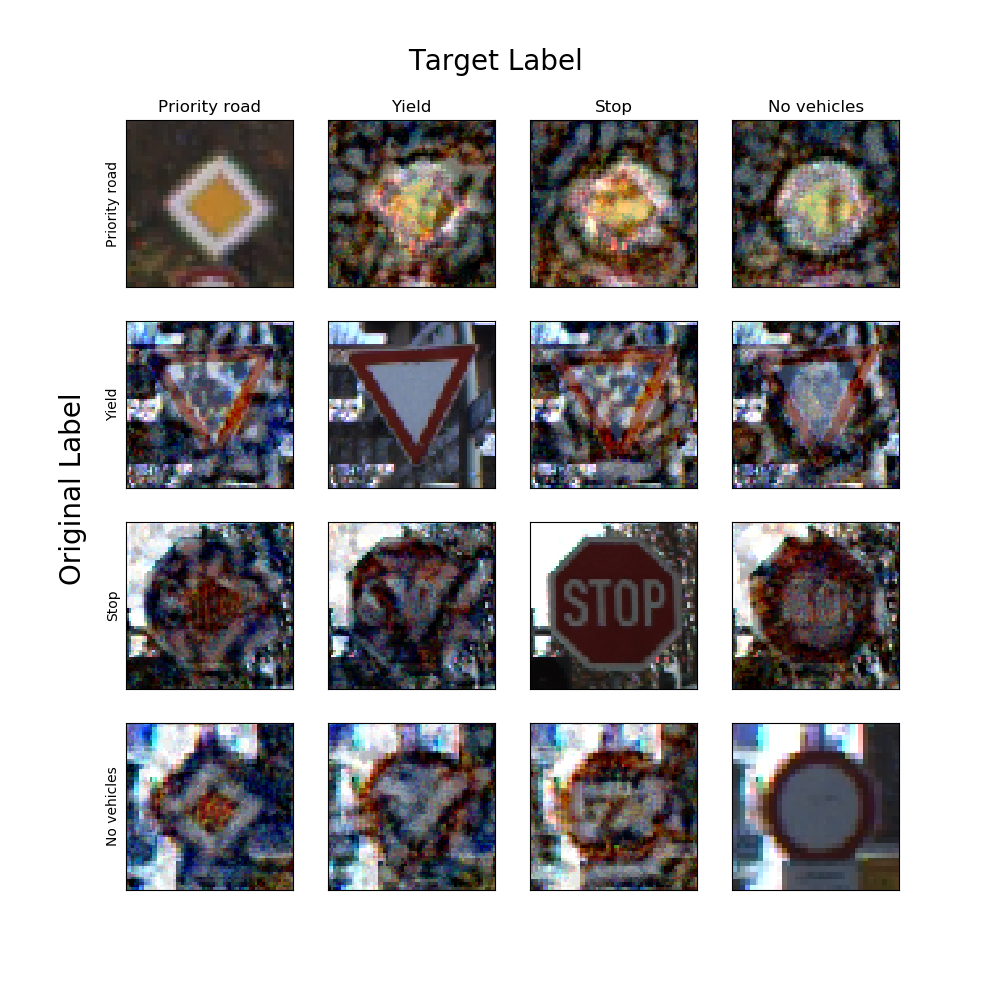 Target Label
Priority road Yield Stop No vehicles
Original Label
Priority road
Yield
Stop
STOP
No vehicles